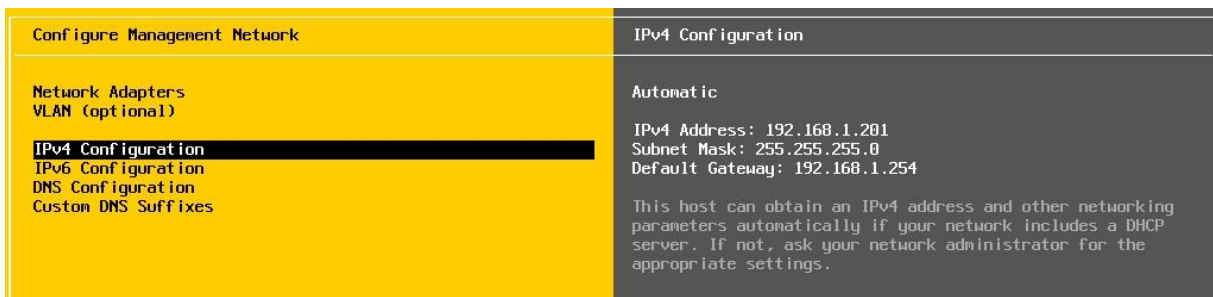 Configure Management Network
Network Adapters
VLAN (optional)
IPv4 Configuration
IPv6 Configuration
DNS Configuration
Custom DNS Suffixes
IPv4 Configuration
Automatic
IPv4 Address: 192.168.1.201
Subnet Mask: 255.255.255.0
Default Gateway: 192.168.1.254
This host can obtain an IPv4 address and other networking
parameters automatically if your network includes a DHCP
server. If not, ask your network administrator for the
appropriate settings.